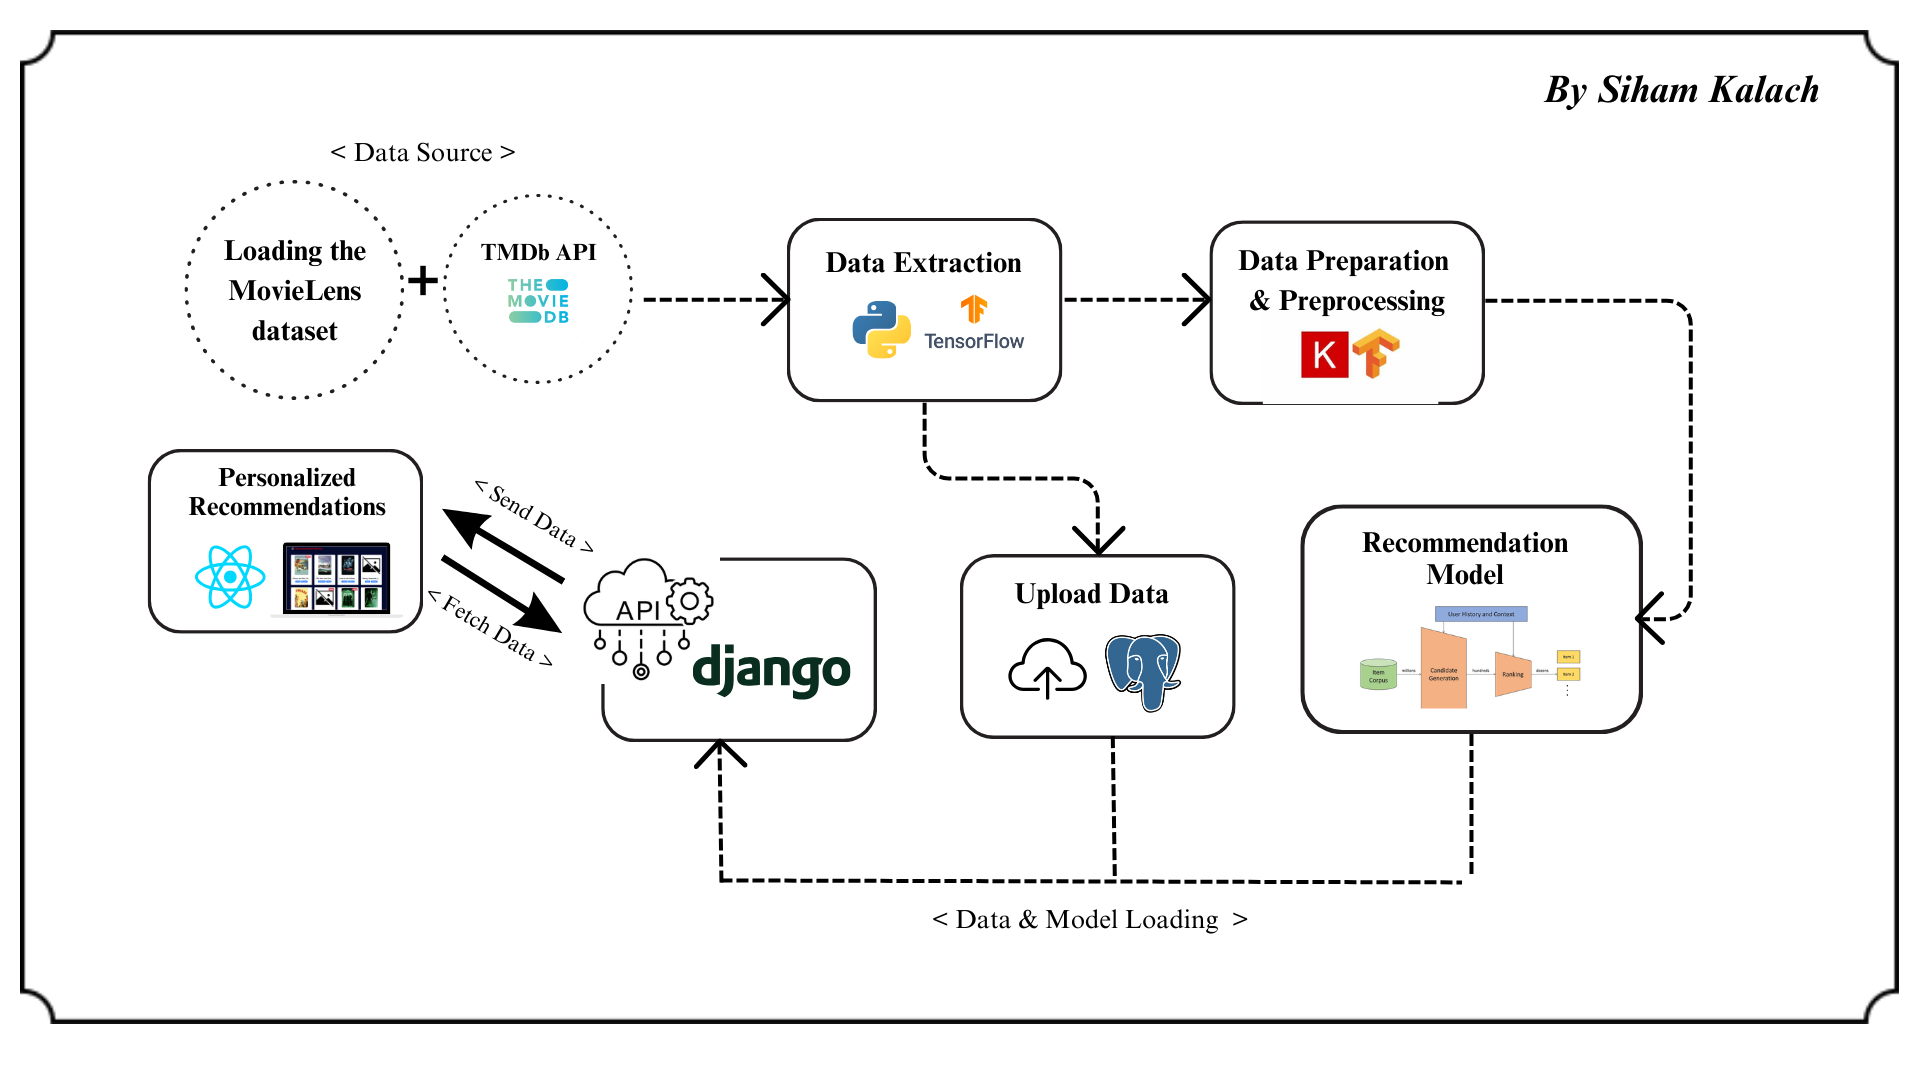 By Siham Kalach
< Data Source >
Loading the
MovieLens
dataset
+
TMDb API
THE
MOVIE
DB
Data Extraction
TensorFlow
Data Preparation
& Preprocessing
K
Personalized
Recommendations
< Send Data >
< Fetch Data >
API
django
Upload Data
Recommendation
Model
User History and Context
Item
Corpus
millions
Candidate
Generation
hundreds
Ranking
dozens
Item 1
Item 2
< Data & Model Loading >